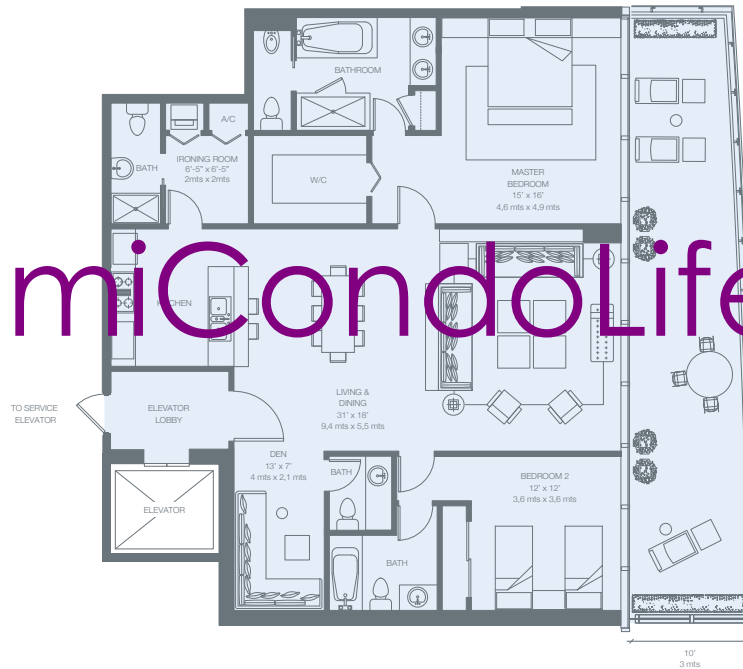 BATHROOM
A/C
IRONING ROOM
6'-5" x 6'-5"
2mts x 2mts
BATH
W/C
MASTER
BEDROOM
15' x 16'
4,6 mts x 4,9 mts
miCondoLife
KITCHEN
TO SERVICE
ELEVATOR
ELEVATOR
LOBBY
LIVING &
DINING
31' x 18'
9,4 mts x 5,5 mts
DEN
13' x 7'
4 mts x 2,1 mts
BATH
BEDROOM 2
12' x 12'
3,6 mts x 3,6 mts
ELEVATOR
BATH
10'
3 mts